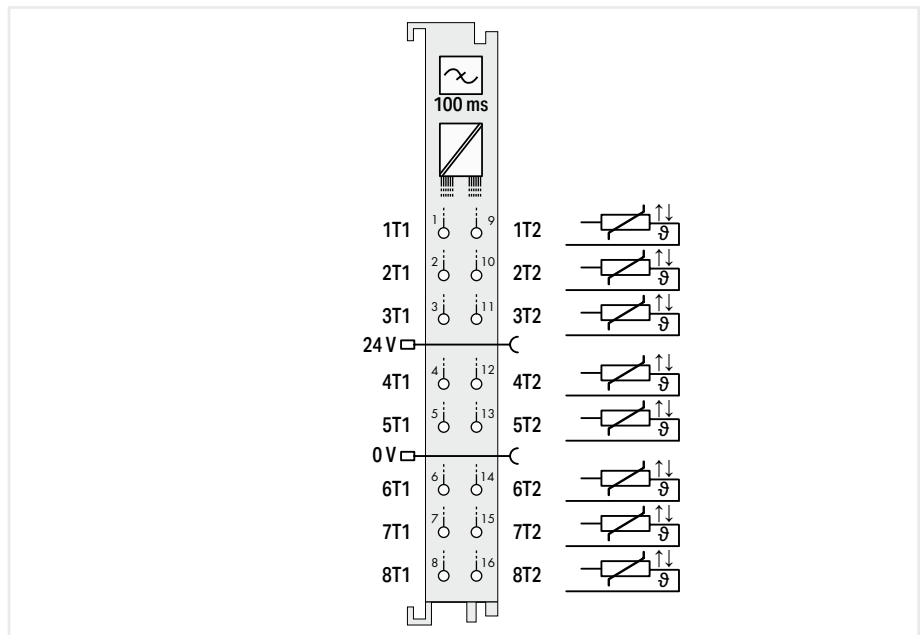 100 ms
1T1 1 9 1T2 ↑↓ ϑ
2T1 2 10 2T2 ↑↓ ϑ
3T1 3 11 3T2 ↑↓ ϑ
24 V
4T1 4 12 4T2 ↑↓ ϑ
5T1 5 13 5T2 ↑↓ ϑ
0 V
6T1 6 14 6T2 ↑↓ ϑ
7T1 7 15 7T2 ↑↓ ϑ
8T1 8 16 8T2 ↑↓ ϑ